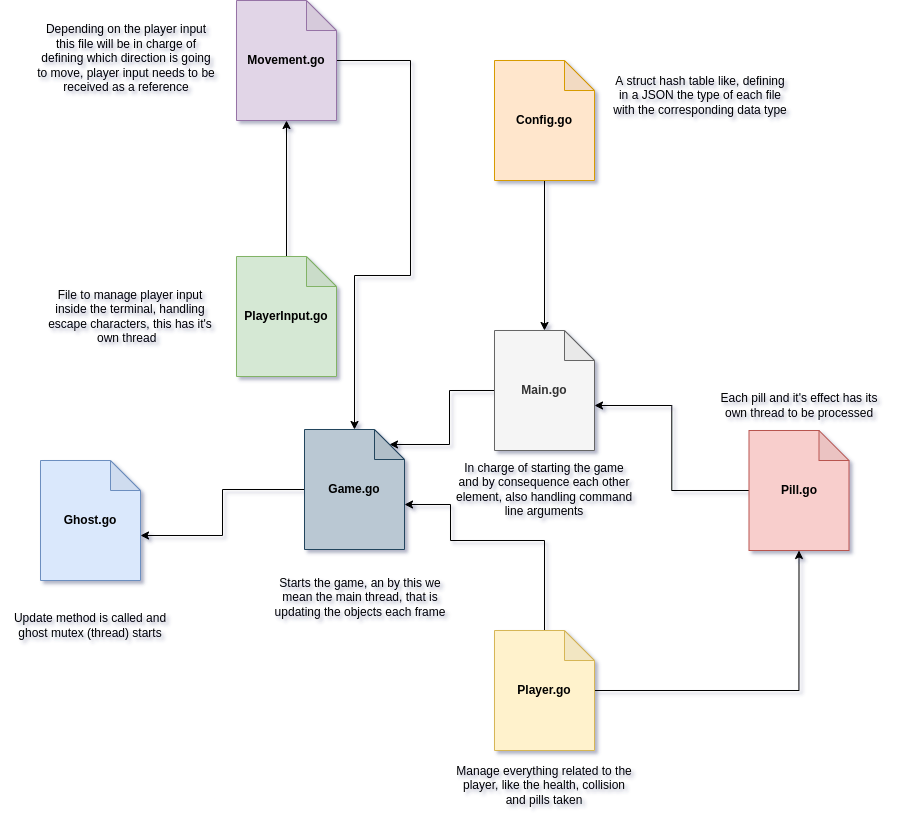 Depending on the player input
this file will be in charge of
defining which direction is going
to move, player input needs to be
received as a reference
Movement.go
Config.go
A struct hash table like, defining
in a JSON the type of each file
with the corresponding data type
File to manage player input
inside the terminal, handling
escape characters, this has it's
own thread
PlayerInput.go
Main.go
In charge of starting the game
and by consequence each other
element, also handling command
line arguments
Each pill and it's effect has its
own thread to be processed
Pill.go
Game.go
Starts the game, an by this we
mean the main thread, that is
updating the objects each frame
Ghost.go
Update method is called and
ghost mutex (thread) starts
Player.go
Manage everything related to the
player, like the health, collision
and pills taken